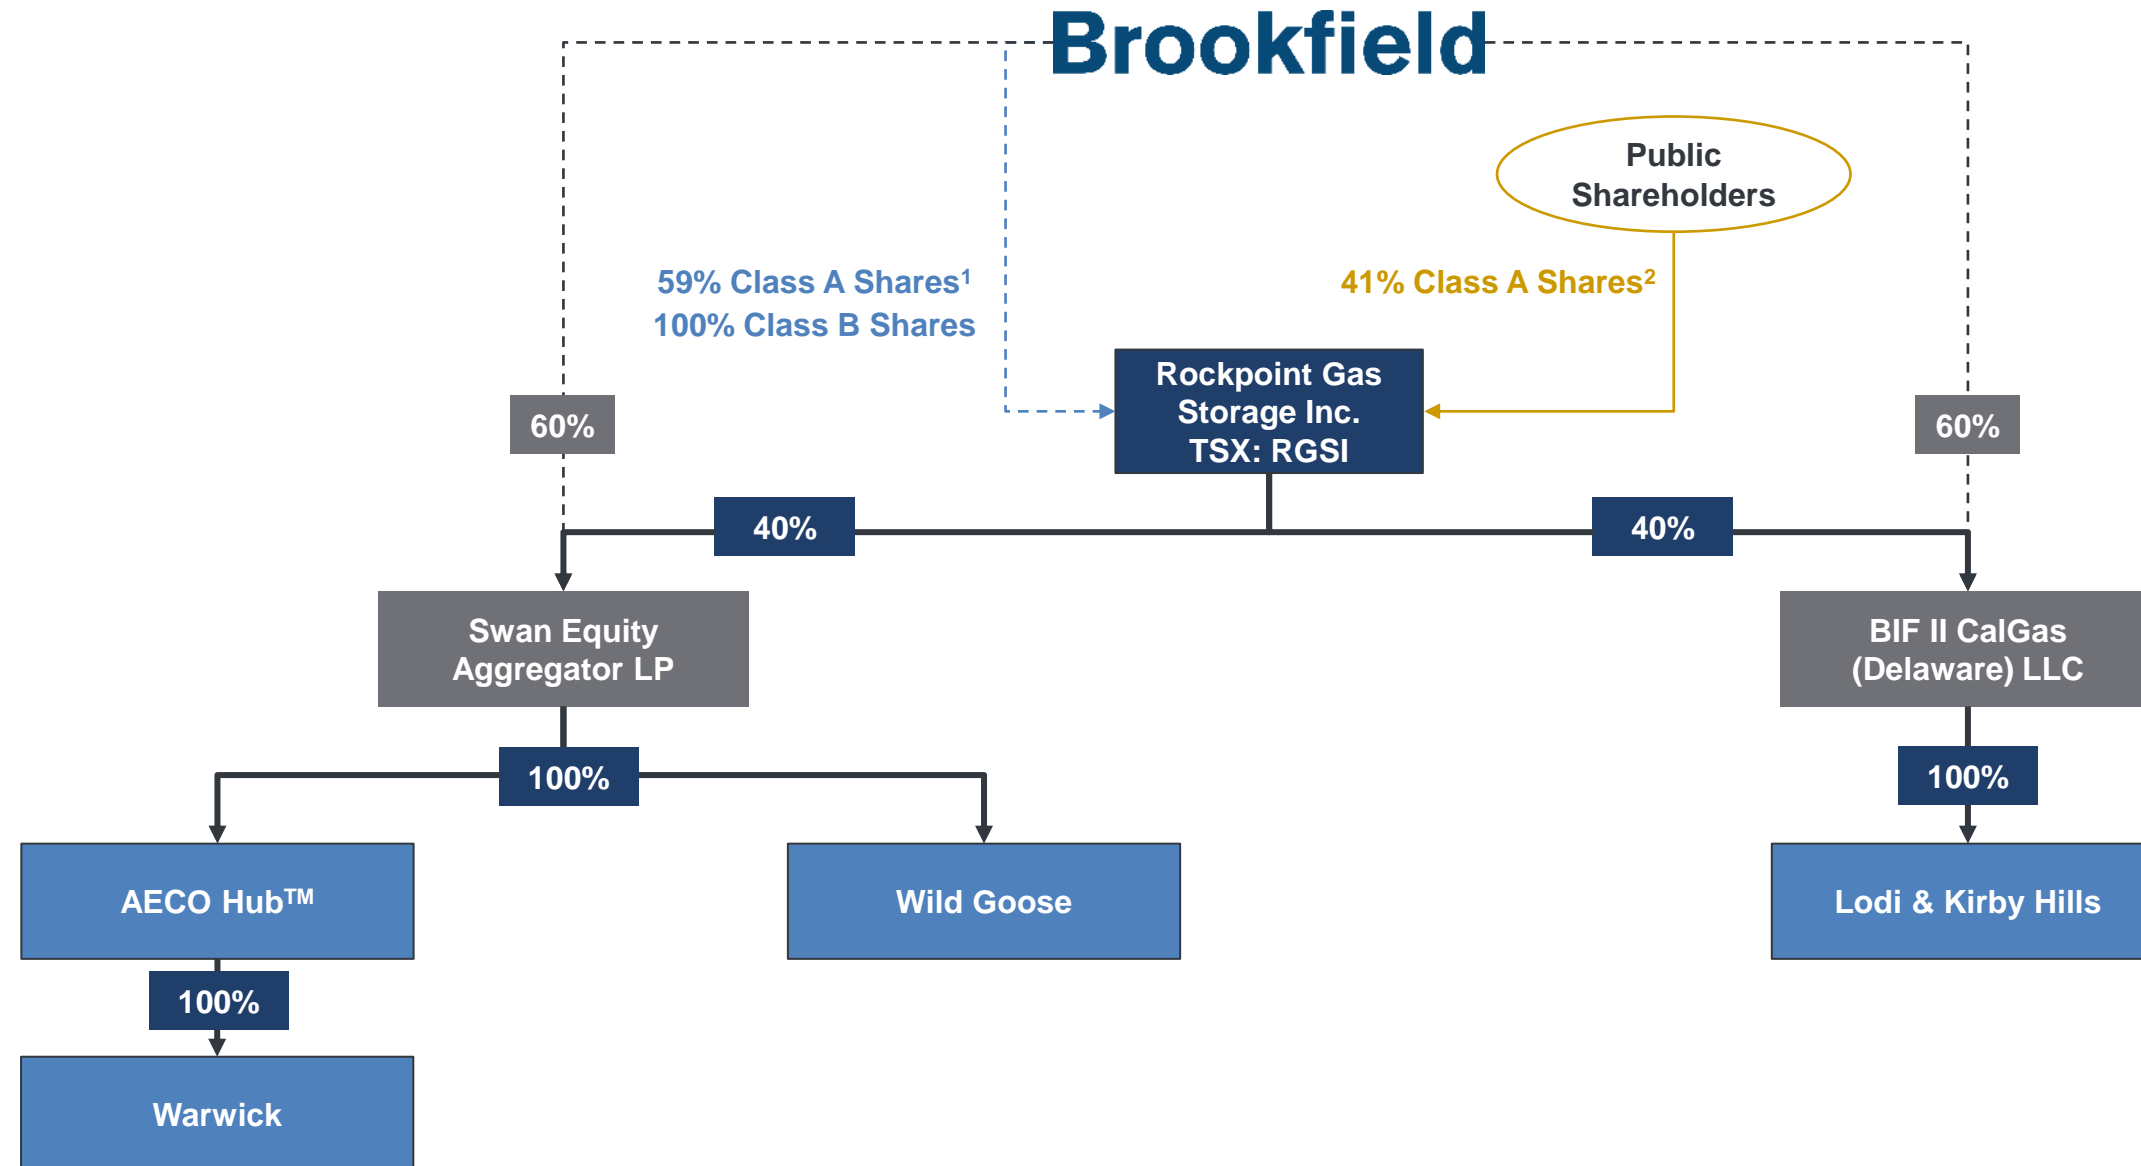 Brookfield
Public
Shareholders
59% Class A Shares¹
100% Class B Shares
41% Class A Shares²
Rockpoint Gas
Storage Inc.
TSX: RGSI
60%
60%
40%
40%
Swan Equity
Aggregator LP
BIF II CalGas
(Delaware) LLC
100%
100%
AECO Hub™
Wild Goose
Lodi & Kirby Hills
100%
Warwick